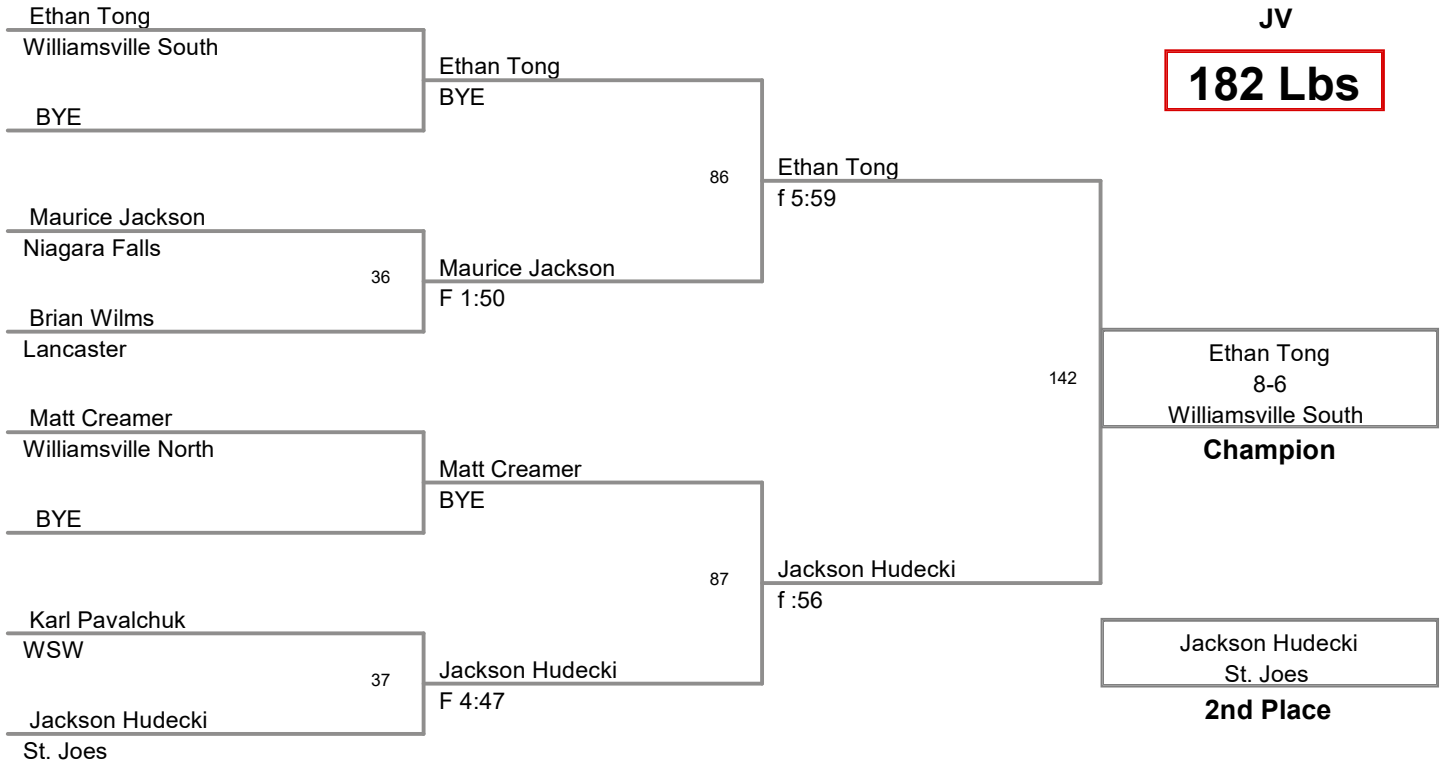 Ethan Tong
Williamsville South
BYE
Maurice Jackson
Niagara Falls
36
Brian Wilms
Lancaster
Matt Creamer
Williamsville North
BYE
Karl Pavalchuk
WSW
37
Jackson Hudecki
St. Joes
Ethan Tong
BYE
86
Maurice Jackson
F 1:50
Matt Creamer
BYE
87
Jackson Hudecki
F 4:47
Ethan Tong
f 5:59
142
Jackson Hudecki
f :56
JV
182 Lbs
Ethan Tong
8-6
Williamsville South
Champion
Jackson Hudecki
St. Joes
2nd Place